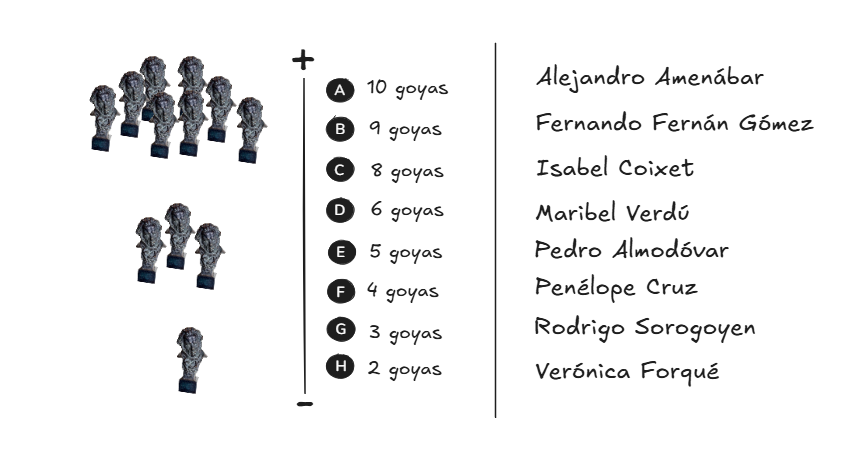 +
A 10 goyas
B 9 goyas
C 8 goyas
D 6 goyas
E 5 goyas
F 4 goyas
G 3 goyas
H 2 goyas
-
Alejandro Amenábar
Fernando Fernán Gómez
Isabel Coixet
Maribel Verdú
Pedro Almodóvar
Penélope Cruz
Rodrigo Sorogoyen
Verónica Forqué